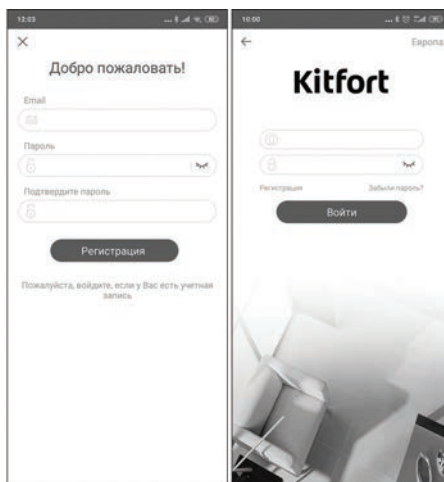 12:03
Добро пожаловать!
Email
Пароль
Подтвердите пароль
Регистрация
Пожалуйста, войдите, если у Вас есть учетная
запись
10:00
Европа
Kitfort
Регистрация
Забыли пароль?
Войти